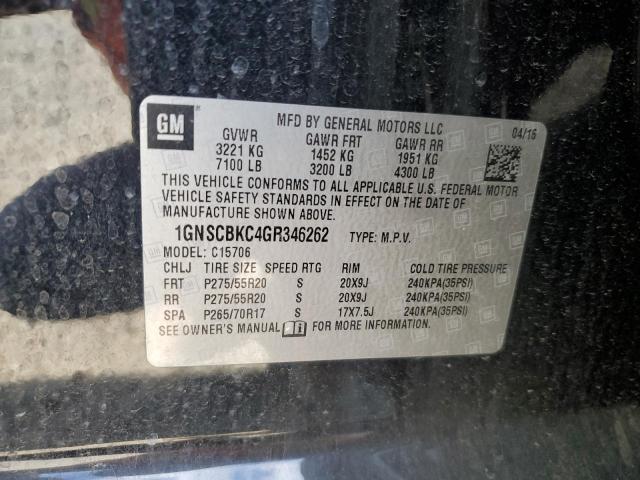 GM
MFD BY GENERAL MOTORS LLC 04/16
GVWR GAWR FRT GAWR RR
3221 KG 1452 KG 1951 KG
7100 LB 3200 LB 4300 LB
THIS VEHICLE CONFORMS TO ALL APPLICABLE U.S. FEDERAL MOTOR
VEHICLE SAFETY STANDARDS IN EFFECT ON THE DATE OF
MANUFACTURE SHOWN ABOVE.
1GNSCBKC4GR346262 TYPE: M.P.V.
MODEL: C15706
CHLJ TIRE SIZE SPEED RTG RIM COLD TIRE PRESSURE
FRT P275/55R20 S 20X9J 240KPA(35PSI)
RR P275/55R20 S 20X9J 240KPA(35PSI)
SPA P265/70R17 S 17X7.5J 240KPA(35PSI)
SEE OWNER'S MANUAL FOR MORE INFORMATION.